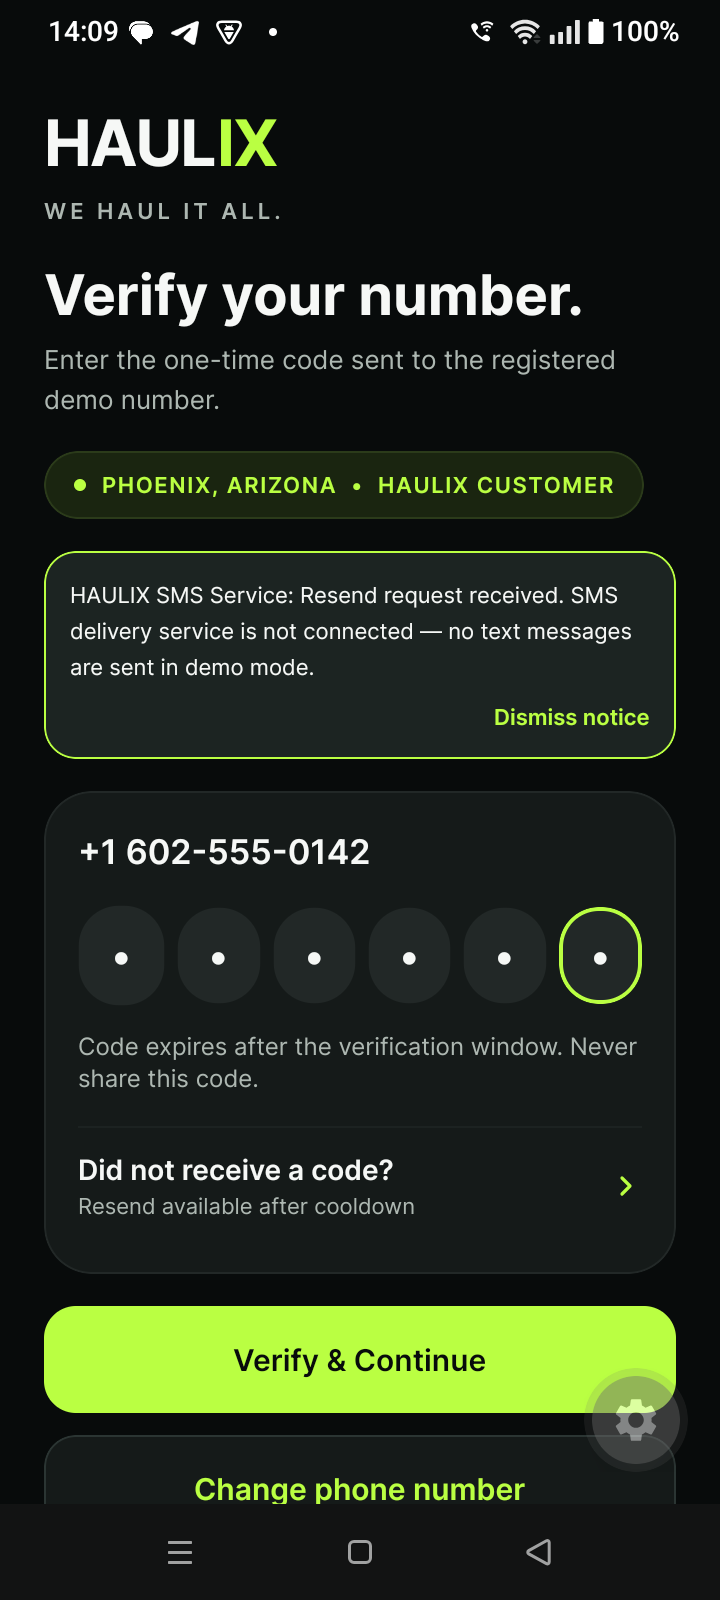 14:09
100%
HAULIX
WE HAUL IT ALL.
Verify your number.
Enter the one-time code sent to the registered
demo number.
PHOENIX, ARIZONA • HAULIX CUSTOMER
HAULIX SMS Service: Resend request received. SMS
delivery service is not connected — no text messages
are sent in demo mode.
Dismiss notice
+1 602-555-0142
Code expires after the verification window. Never
share this code.
Did not receive a code?
Resend available after cooldown
Verify & Continue
Change phone number